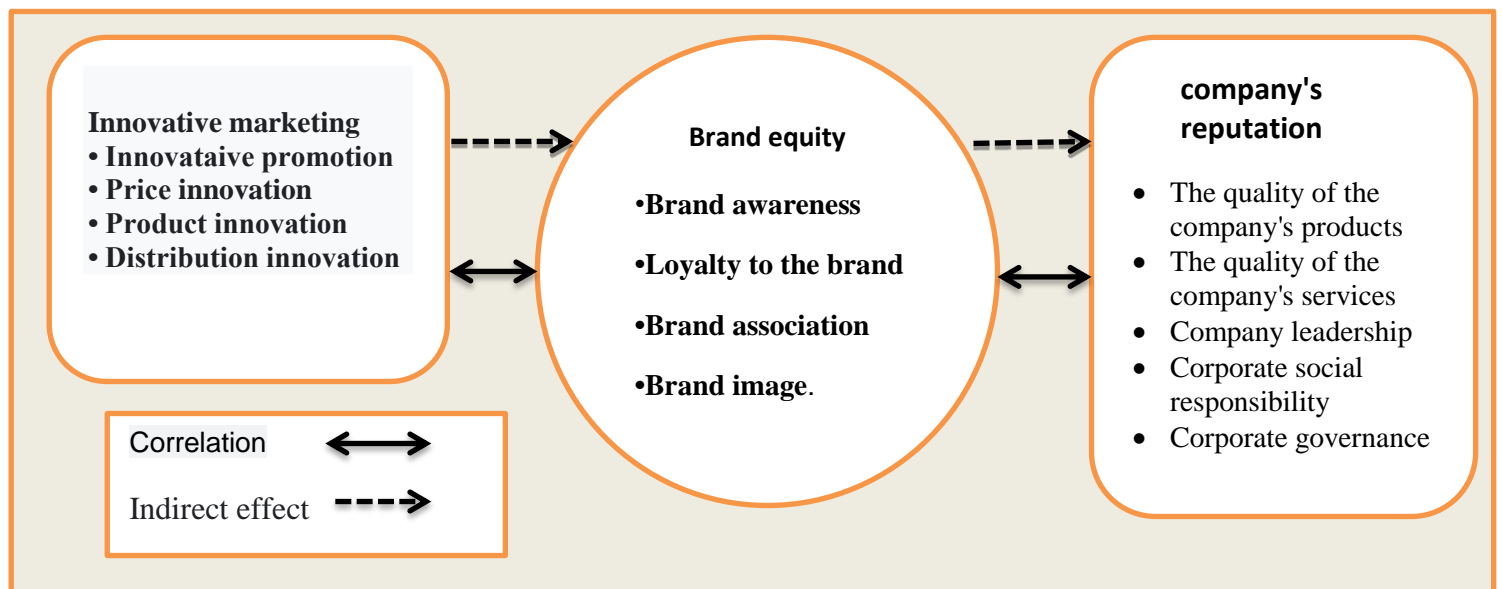 Innovative marketing
• Innovataive promotion
• Price innovation
• Product innovation
• Distribution innovation
Brand equity
•Brand awareness
•Loyalty to the brand
•Brand association
•Brand image.
company's
reputation
• The quality of the
company's products
• The quality of the
company's services
• Company leadership
• Corporate social
responsibility
• Corporate governance
Correlation
Indirect effect